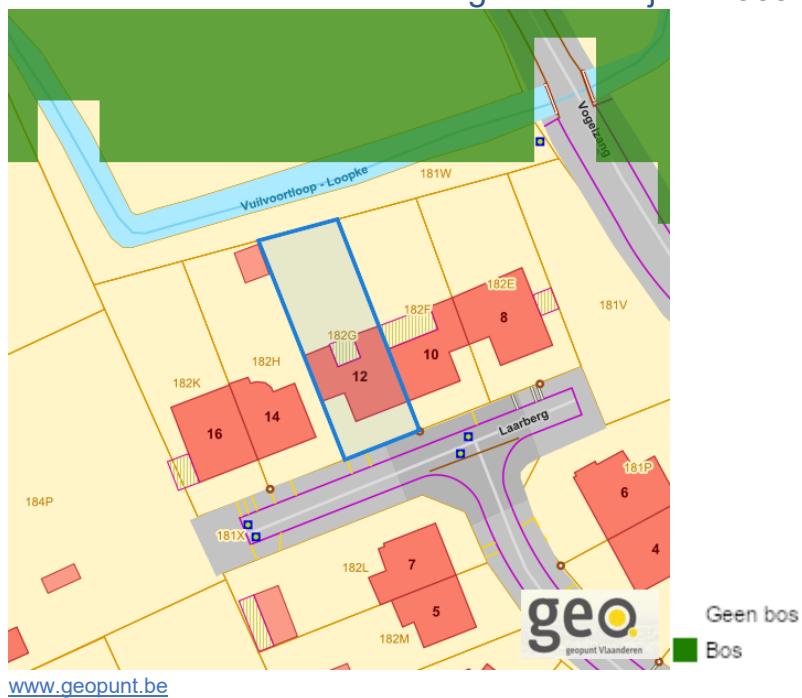 Vogelzang
181W
Vuilvoortloop - Loopke
182E
181V
182F
8
182G
10
182H
12
182K
14
16
Laarberg
181P
6
184P
181X
4
7
182L
5
182M
geo
geopunt Vlaanderen
Geen bos
Bos
www.geopunt.be